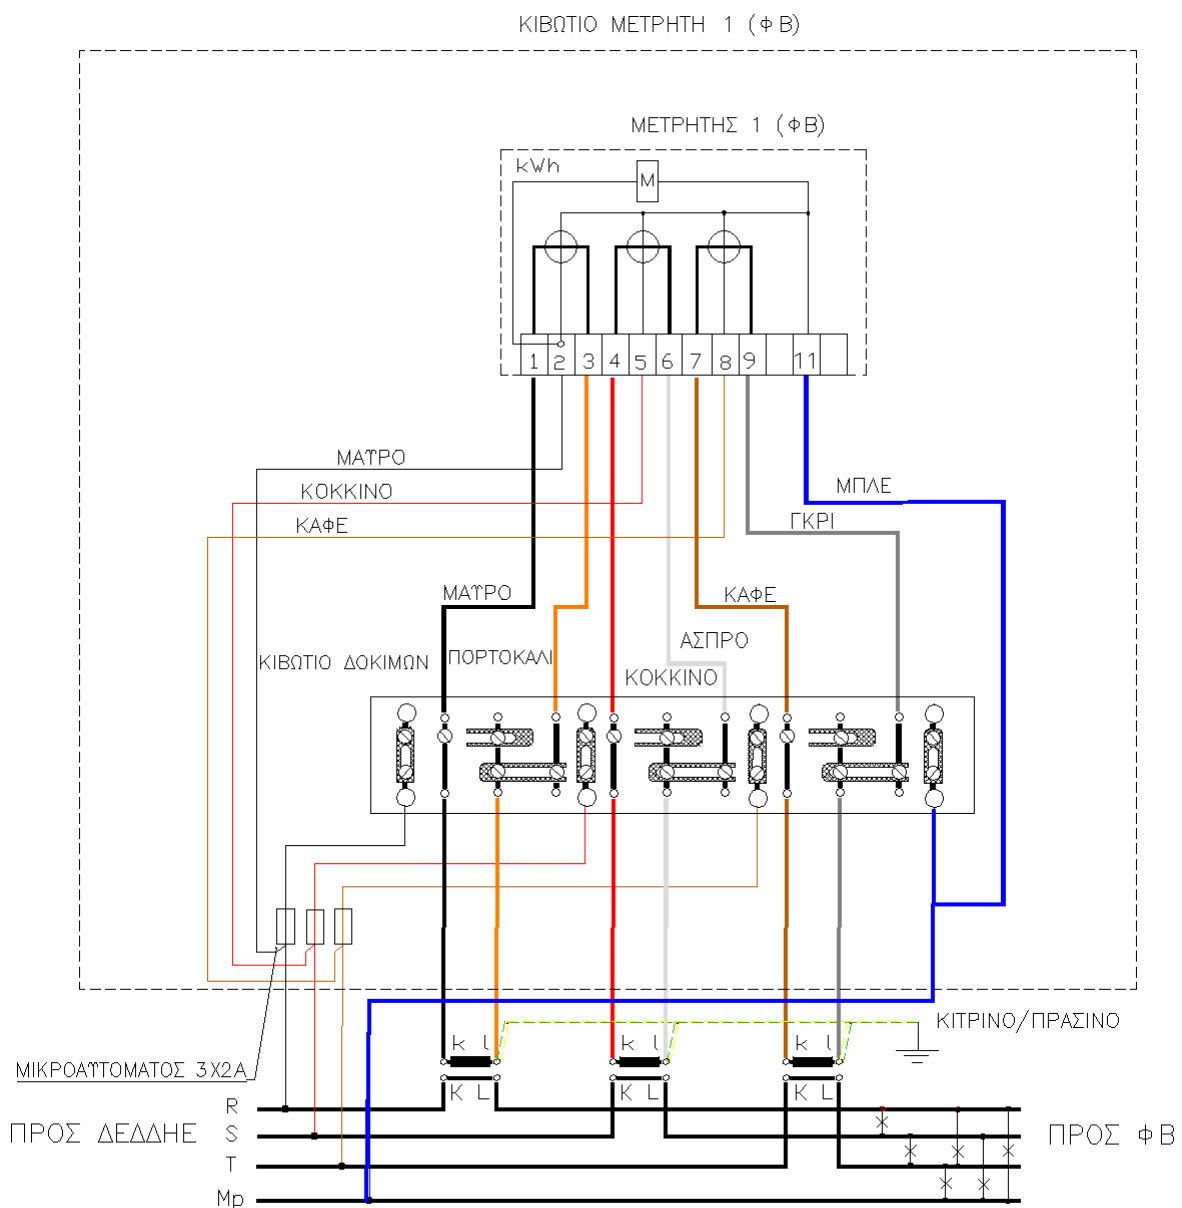 ΚΙΒΩΤΙΟ ΜΕΤΡΗΤΗ 1 (ΦΒ)
ΜΕΤΡΗΤΗΣ 1 (ΦΒ)
kWh
M
1 2 3 4 5 6 7 8 9 11
ΜΑΥΡΟ
ΚΟΚΚΙΝΟ
ΚΑΦΕ
ΜΠΛΕ
ΓΚΡΙ
ΜΑΥΡΟ
ΚΑΦΕ
ΑΣΠΡΟ
ΚΙΒΩΤΙΟ ΔΟΚΙΜΩΝ
ΠΟΡΤΟΚΑΛΙ
ΚΟΚΚΙΝΟ
ΚΙΤΡΙΝΟ/ΠΡΑΣΙΝΟ
k l k l k l
ΜΙΚΡΟΑΥΤΟΜΑΤΟΣ 3Χ2Α
K L K L K L
R
ΠΡΟΣ ΔΕΔΔΗΕ S ΠΡΟΣ ΦΒ
T
Mp